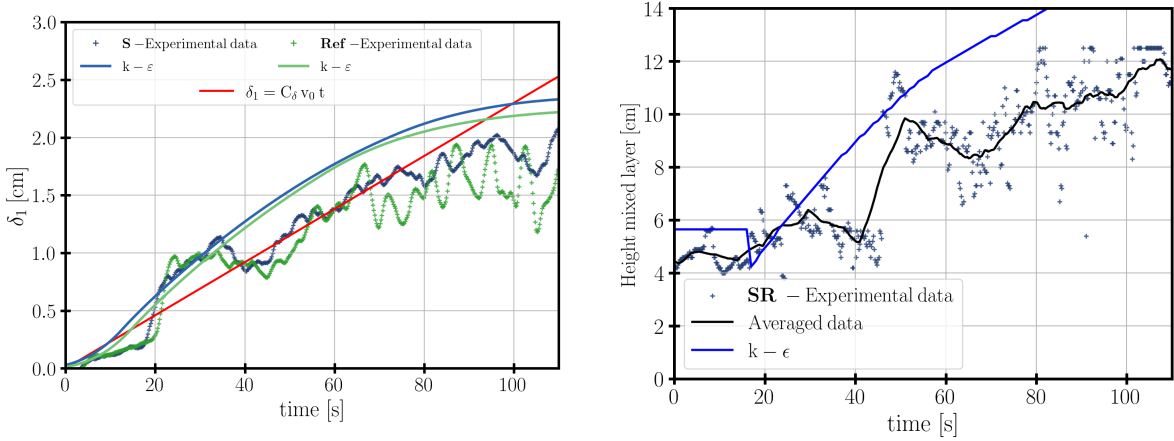 3.0
2.5
2.0
1.5
1.0
0.5
0.0
δ₁ [cm]
S −Experimental data
Ref −Experimental data
k − ε
k − ε
δ₁ = C_δ v₀ t
0
20
40
60
80
100
time [s]
14
12
10
8
6
4
2
0
Height mixed layer [cm]
SR − Experimental data
Averaged data
k − ϵ
0
20
40
60
80
100
time [s]